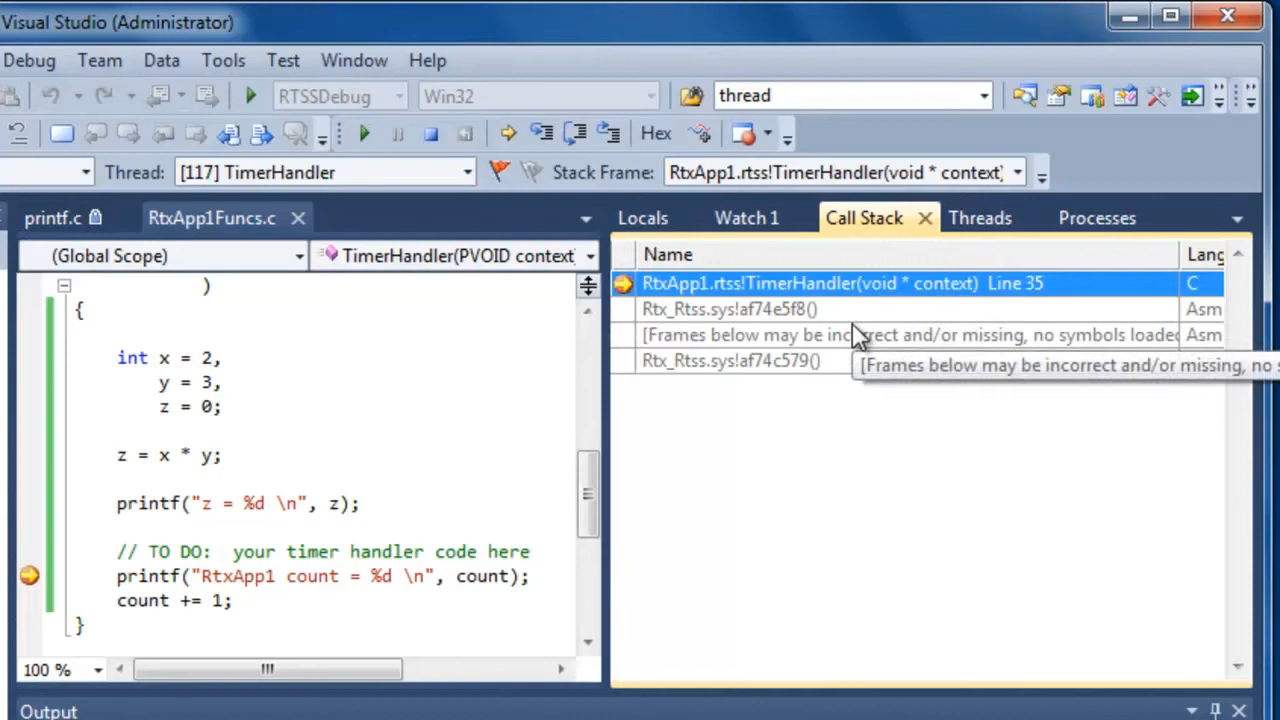 Visual Studio (Administrator)
Debug Team Data Tools Test Window Help
RTSSDebug Win32 thread
Hex
Thread: [117] TimerHandler Stack Frame: RtxApp1.rtss!TimerHandler(void * context)
printf.c RtxApp1Funcs.c Locals Watch 1 Call Stack Threads Processes
(Global Scope) TimerHandler(PVOID context)
Name Lang
)
{
int x = 2,
y = 3,
z = 0;
z = x * y;
printf("z = %d \n", z);
// TO DO:  your timer handler code here
printf("RtxApp1 count = %d \n", count);
count += 1;
}
RtxApp1.rtss!TimerHandler(void * context)  Line 35 C
Rtx_Rtss.sys!af74e5f8() Asm
[Frames below may be incorrect and/or missing, no symbols loaded Asm
Rtx_Rtss.sys!af74c579()
[Frames below may be incorrect and/or missing, no s
100 %
Output